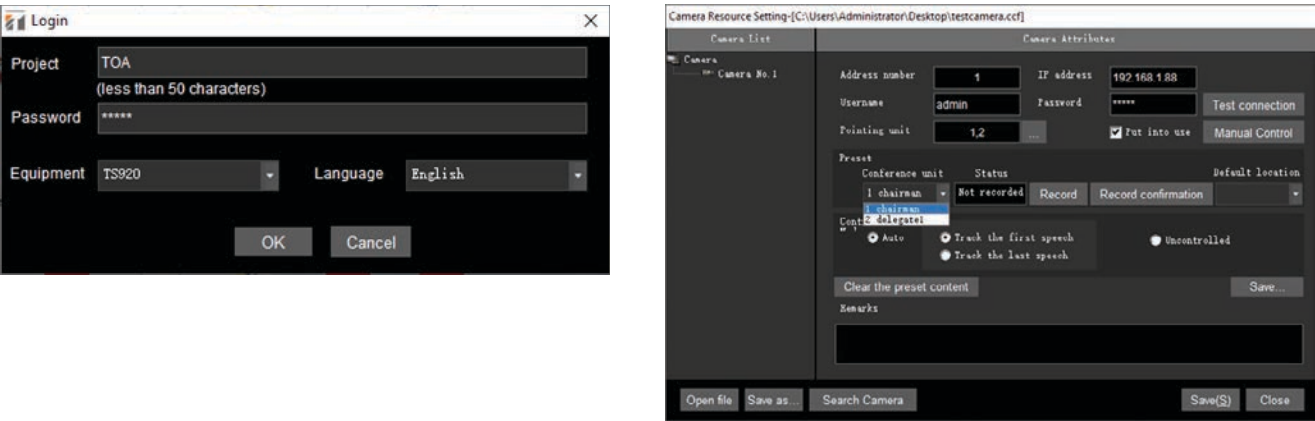 Login
Project TOA
(less than 50 characters)
Password *****
Equipment TS920 Language English
OK Cancel
Camera Resource Setting-[C:\Users\Administrator\Desktop\testcamera.ccf]
Camera List Camera Attributes
Camera
Camera No.1
Address number 1 IP address 192.168.1.88
Username admin Password ***** Test connection
Pointing unit 1,2 ... Put into use Manual Control
Preset
Conference unit Status Default location
1 chairman Not recorded Record Record confirmation
1 chairman
2 delegate1
Auto Track the first speech Uncontrolled
Track the last speech
Clear the preset content Save...
Remarks
Open file Save as... Search Camera Save(S) Close